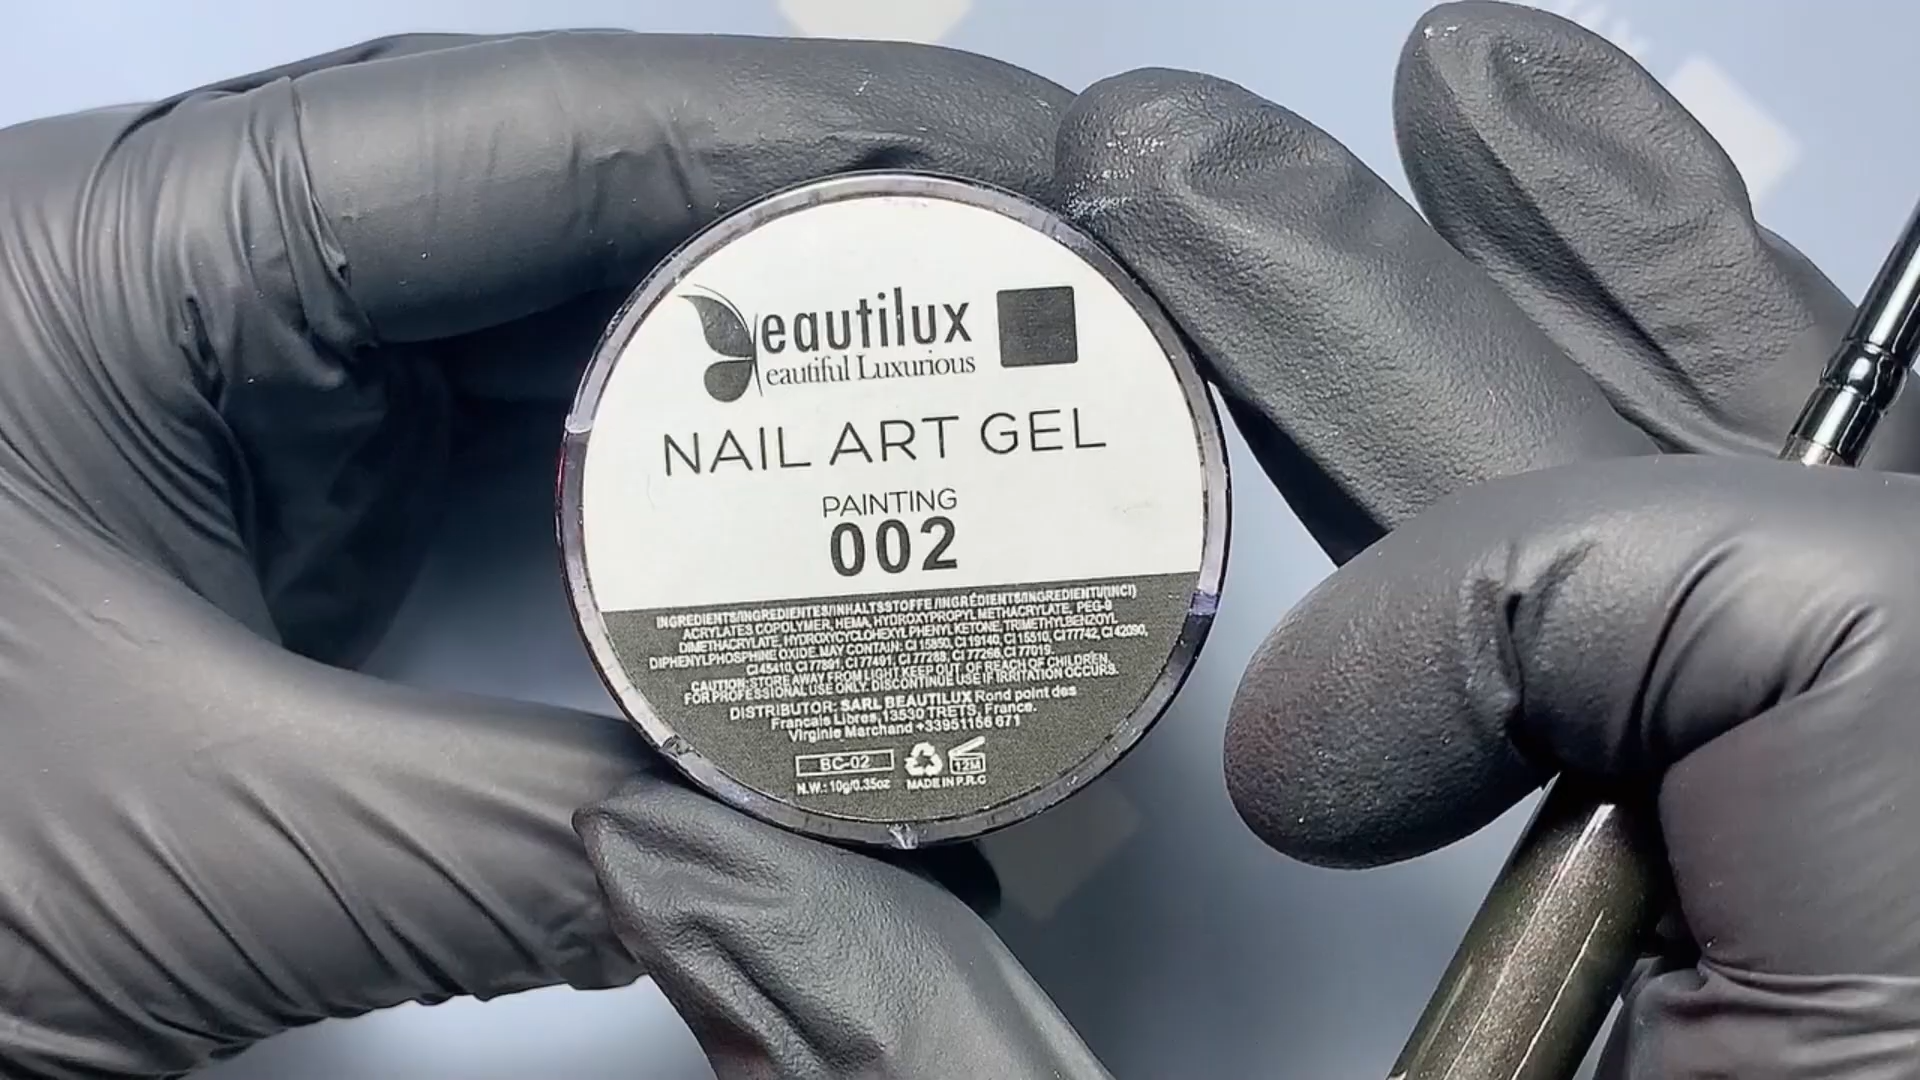 eautilux
eautiful Luxurious
NAIL ART GEL
PAINTING
002
INGREDIENTS/INGREDIENTES/INHALTSSTOFFE/INGRÉDIENTS/INGREDIENTI/(INCI)
ACRYLATES COPOLYMER, HEMA, HYDROXYPROPYL METHACRYLATE, PEG-9
DIMETHACRYLATE, HYDROXYCYCLOHEXYL PHENYL KETONE, TRIMETHYLBENZOYL
DIPHENYLPHOSPHINE OXIDE. MAY CONTAIN: CI 15850, CI 19140, CI 15510, CI 77742, CI 42090,
CI 45410, CI 77891, CI 77491, CI 77288, CI 77266, CI 77019.
CAUTION: STORE AWAY FROM LIGHT KEEP OUT OF REACH OF CHILDREN.
FOR PROFESSIONAL USE ONLY. DISCONTINUE USE IF IRRITATION OCCURS.
DISTRIBUTOR: SARL BEAUTILUX Rond point des
Francais Libres, 13530 TRETS, France.
Virginie Marchand +33951156 671
BC-02
12M
N.W.: 10g/0.35oz
MADE IN P.R.C